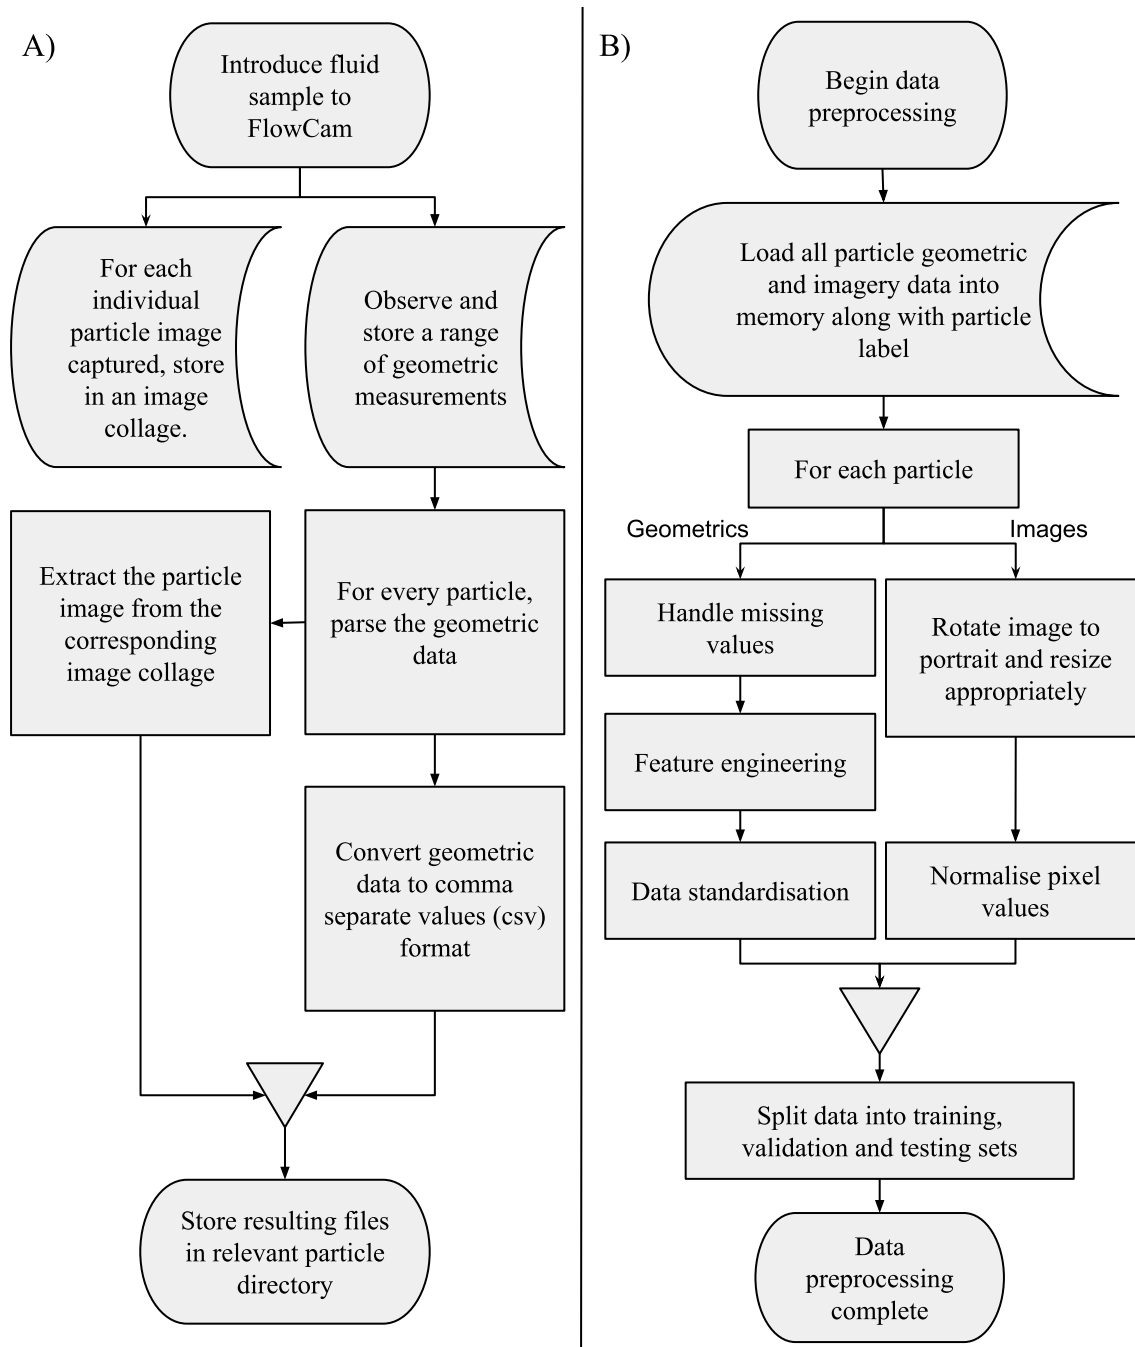 A)
Introduce fluid
sample to
FlowCam
For each
individual
particle image
captured, store
in an image
collage.
Observe and
store a range
of geometric
measurements
Extract the particle
image from the
corresponding
image collage
For every particle,
parse the geometric
data
Convert geometric
data to comma
separate values (csv)
format
Store resulting files
in relevant particle
directory
B)
Begin data
preprocessing
Load all particle geometric
and imagery data into
memory along with particle
label
For each particle
Geometrics
Images
Handle missing
values
Feature engineering
Data standardisation
Rotate image to
portrait and resize
appropriately
Normalise pixel
values
Split data into training,
validation and testing sets
Data
preprocessing
complete